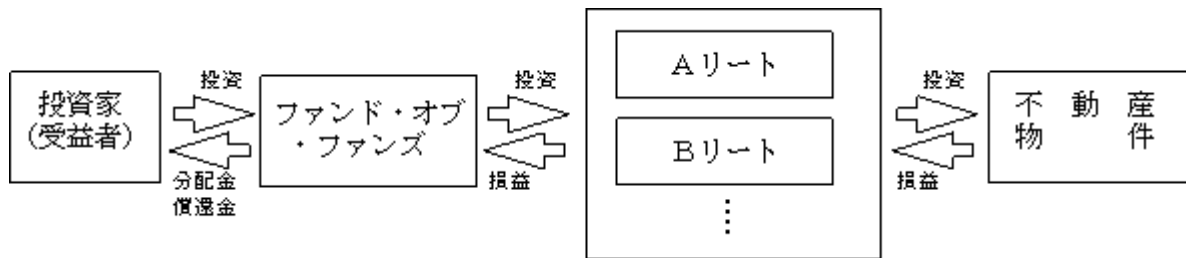 投資家
(受益者)
投資
分配金
償還金
ファンド・オブ
・ファンズ
投資
損益
Aリート
Bリート
⋮
投資
損益
不動産
物件